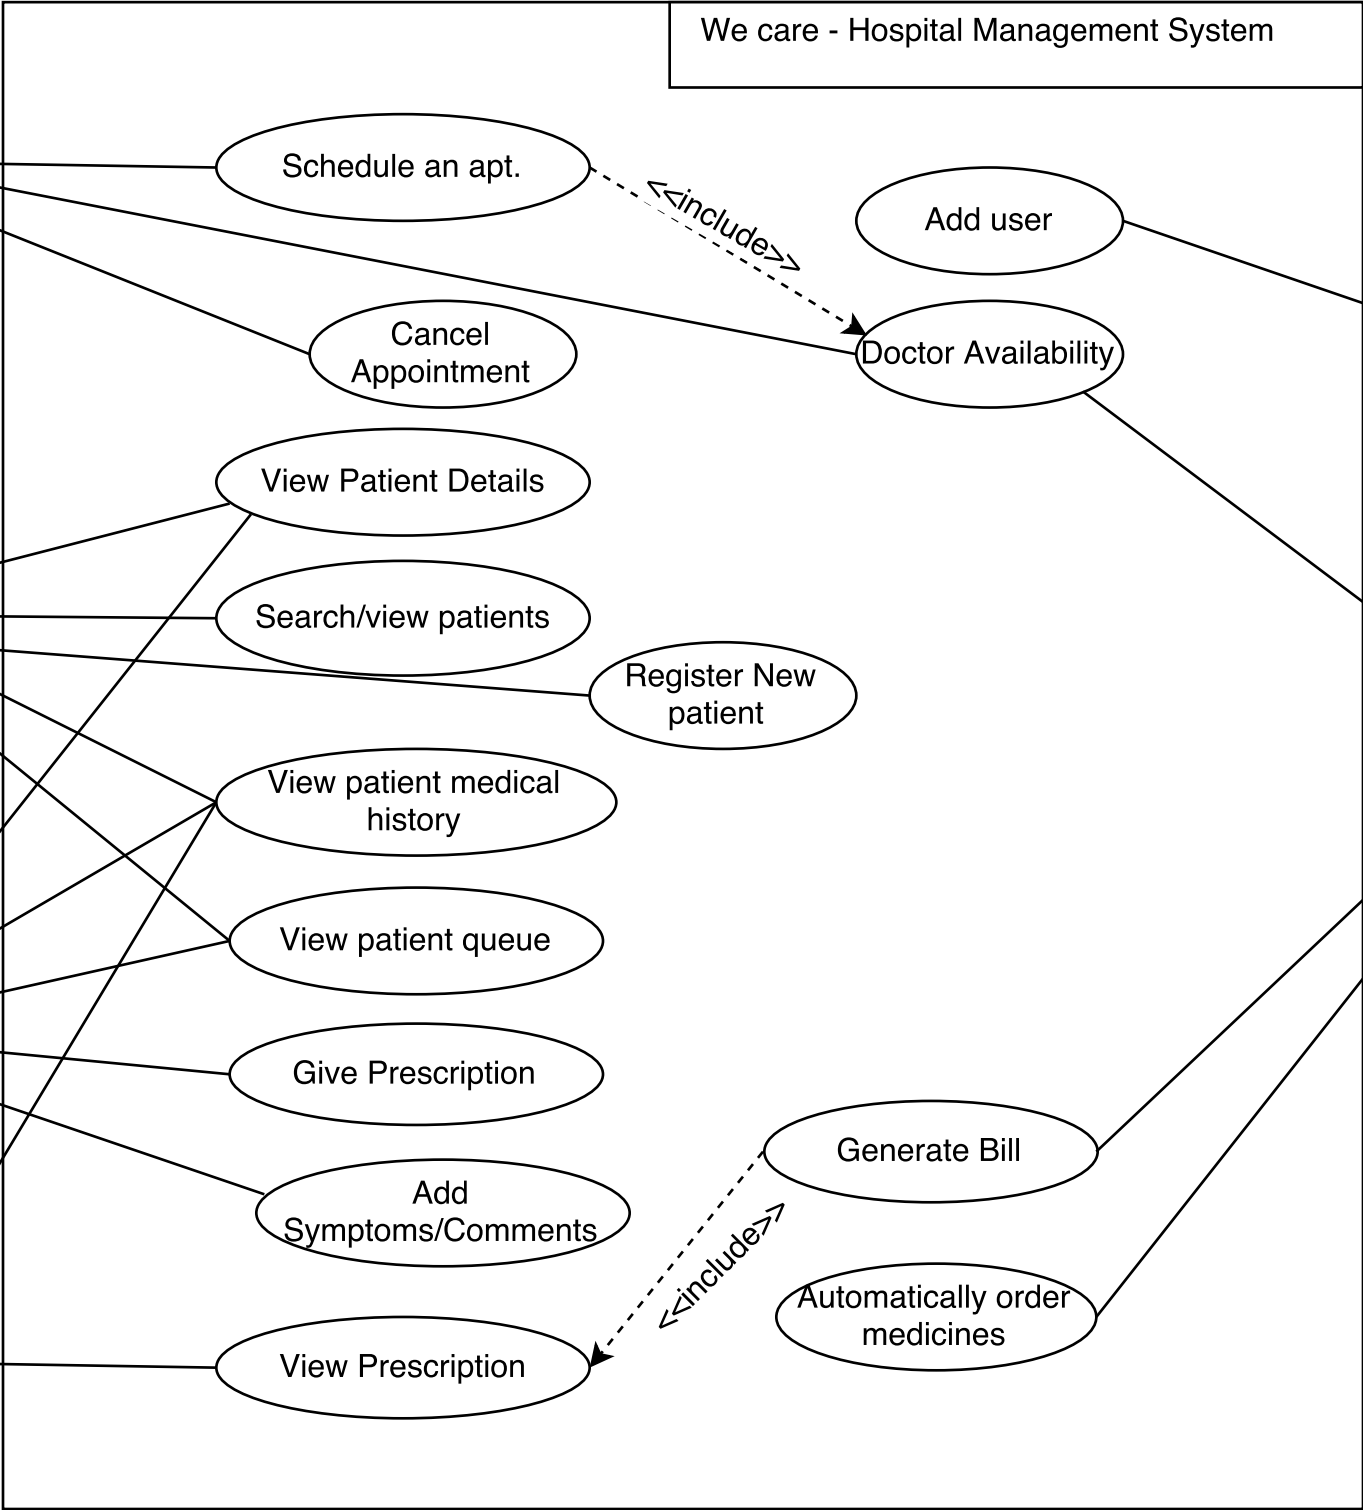 We care - Hospital Management System
Schedule an apt.
<<include>>
Add user
Cancel
Appointment
Doctor Availability
View Patient Details
Search/view patients
Register New
patient
View patient medical
history
View patient queue
Give Prescription
Generate Bill
Add
Symptoms/Comments
<<include>>
Automatically order
medicines
View Prescription